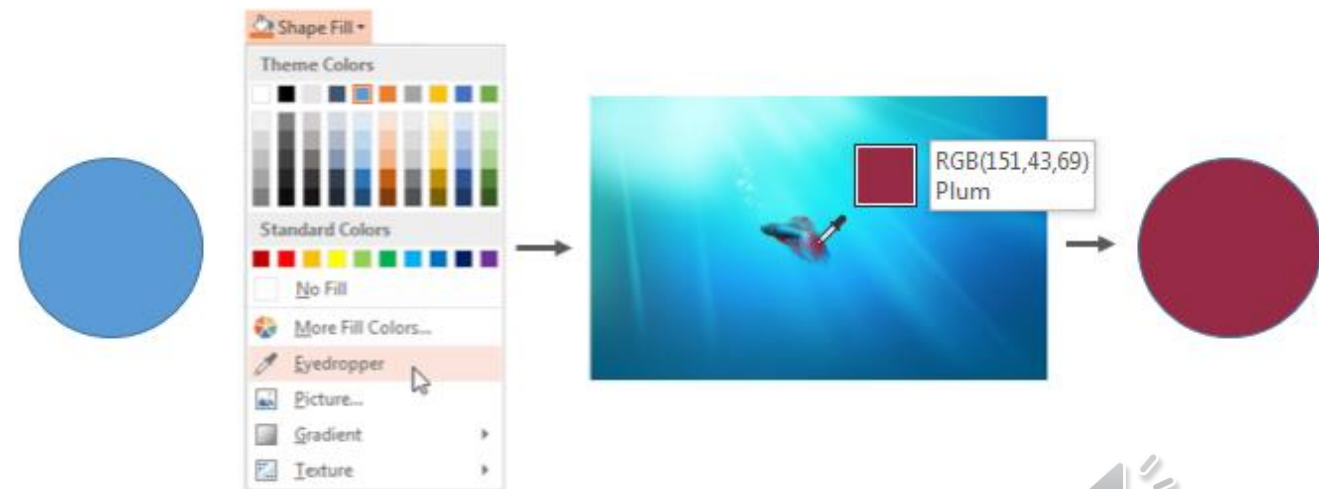 Shape Fill
Theme Colors
Standard Colors
No Fill
More Fill Colors...
Eyedropper
Picture...
Gradient
Texture
RGB(151,43,69)
Plum